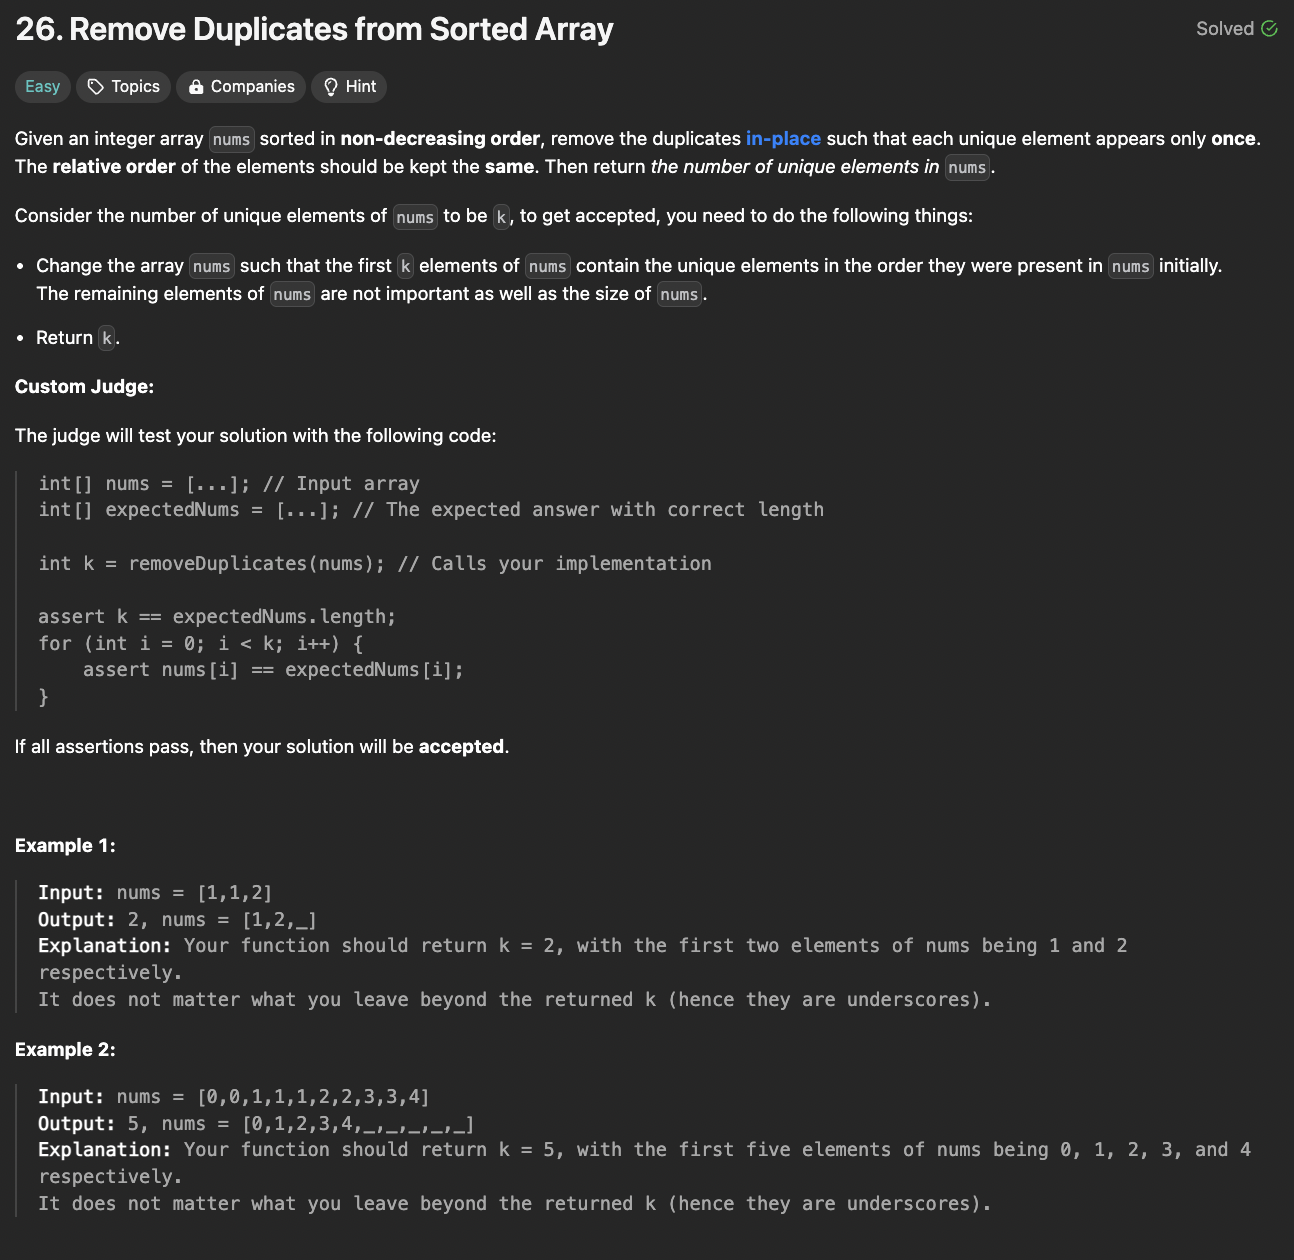 26. Remove Duplicates from Sorted Array
Solved
Easy
Topics
Companies
Hint
Given an integer array nums sorted in non-decreasing order, remove the duplicates in-place such that each unique element appears only once.
The relative order of the elements should be kept the same. Then return the number of unique elements in nums.
Consider the number of unique elements of nums to be k, to get accepted, you need to do the following things:
• Change the array nums such that the first k elements of nums contain the unique elements in the order they were present in nums initially.
The remaining elements of nums are not important as well as the size of nums.
• Return k.
Custom Judge:
The judge will test your solution with the following code:
int[] nums = [...]; // Input array
int[] expectedNums = [...]; // The expected answer with correct length
int k = removeDuplicates(nums); // Calls your implementation
assert k == expectedNums.length;
for (int i = 0; i < k; i++) {
    assert nums[i] == expectedNums[i];
}
If all assertions pass, then your solution will be accepted.
Example 1:
Input: nums = [1,1,2]
Output: 2, nums = [1,2,_]
Explanation: Your function should return k = 2, with the first two elements of nums being 1 and 2
respectively.
It does not matter what you leave beyond the returned k (hence they are underscores).
Example 2:
Input: nums = [0,0,1,1,1,2,2,3,3,4]
Output: 5, nums = [0,1,2,3,4,_,_,_,_,_]
Explanation: Your function should return k = 5, with the first five elements of nums being 0, 1, 2, 3, and 4
respectively.
It does not matter what you leave beyond the returned k (hence they are underscores).